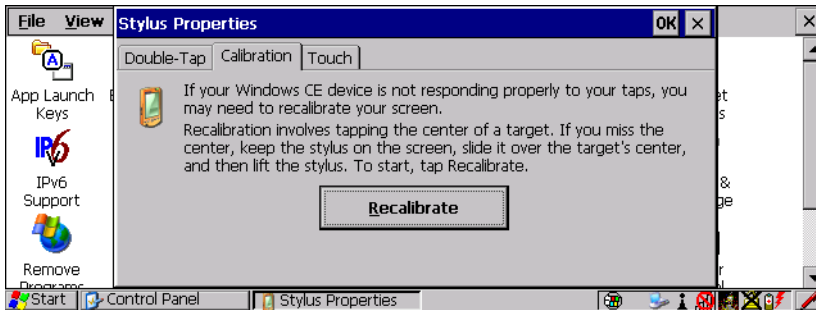 File View
Stylus Properties
OK
Double-Tap Calibration Touch
If your Windows CE device is not responding properly to your taps, you
may need to recalibrate your screen.
Recalibration involves tapping the center of a target. If you miss the
center, keep the stylus on the screen, slide it over the target's center,
and then lift the stylus. To start, tap Recalibrate.
Recalibrate
App Launch
Keys
IPv6
IPv6
Support
&
Remove
Programs
Start Control Panel Stylus Properties